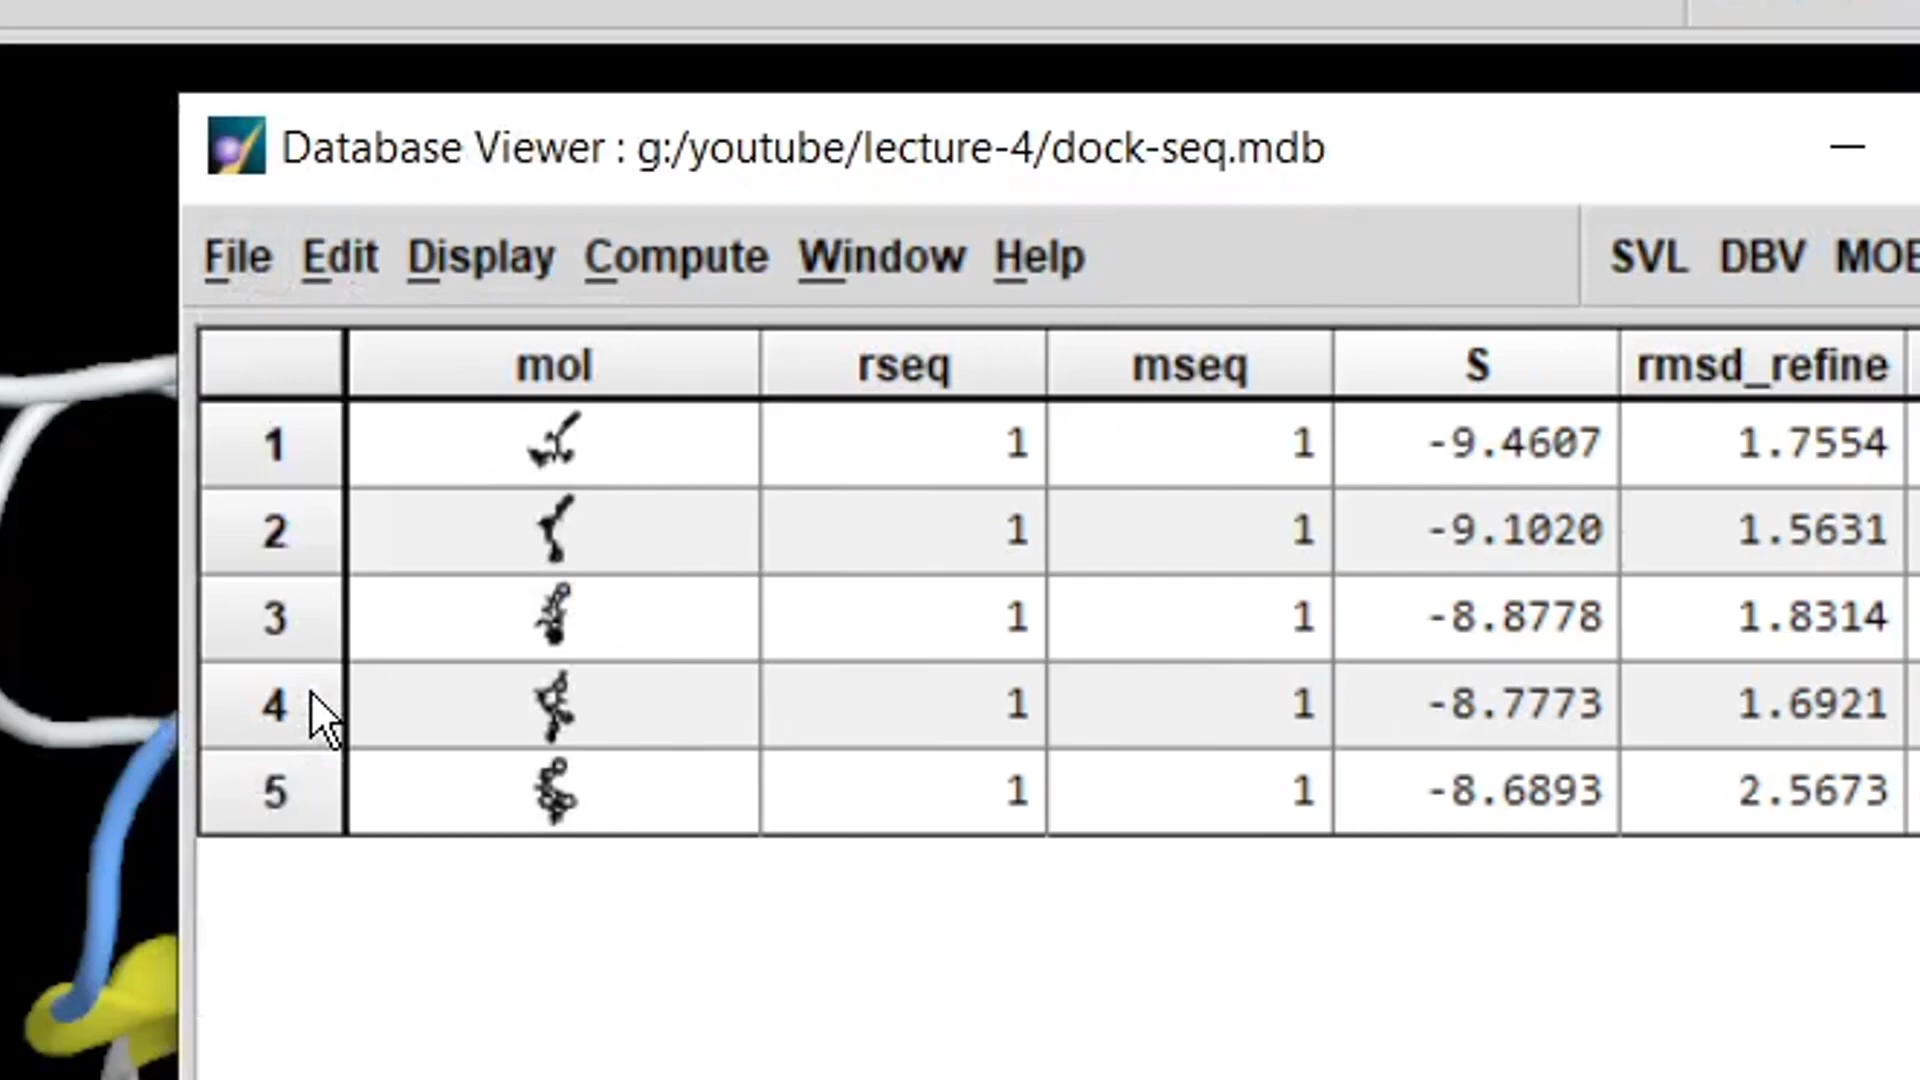 Database Viewer : g:/youtube/lecture-4/dock-seq.mdb
File Edit Display Compute Window Help SVL DBV MOE
mol rseq mseq S rmsd_refine
1 1 1 -9.4607 1.7554
2 1 1 -9.1020 1.5631
3 1 1 -8.8778 1.8314
4 1 1 -8.7773 1.6921
5 1 1 -8.6893 2.5673